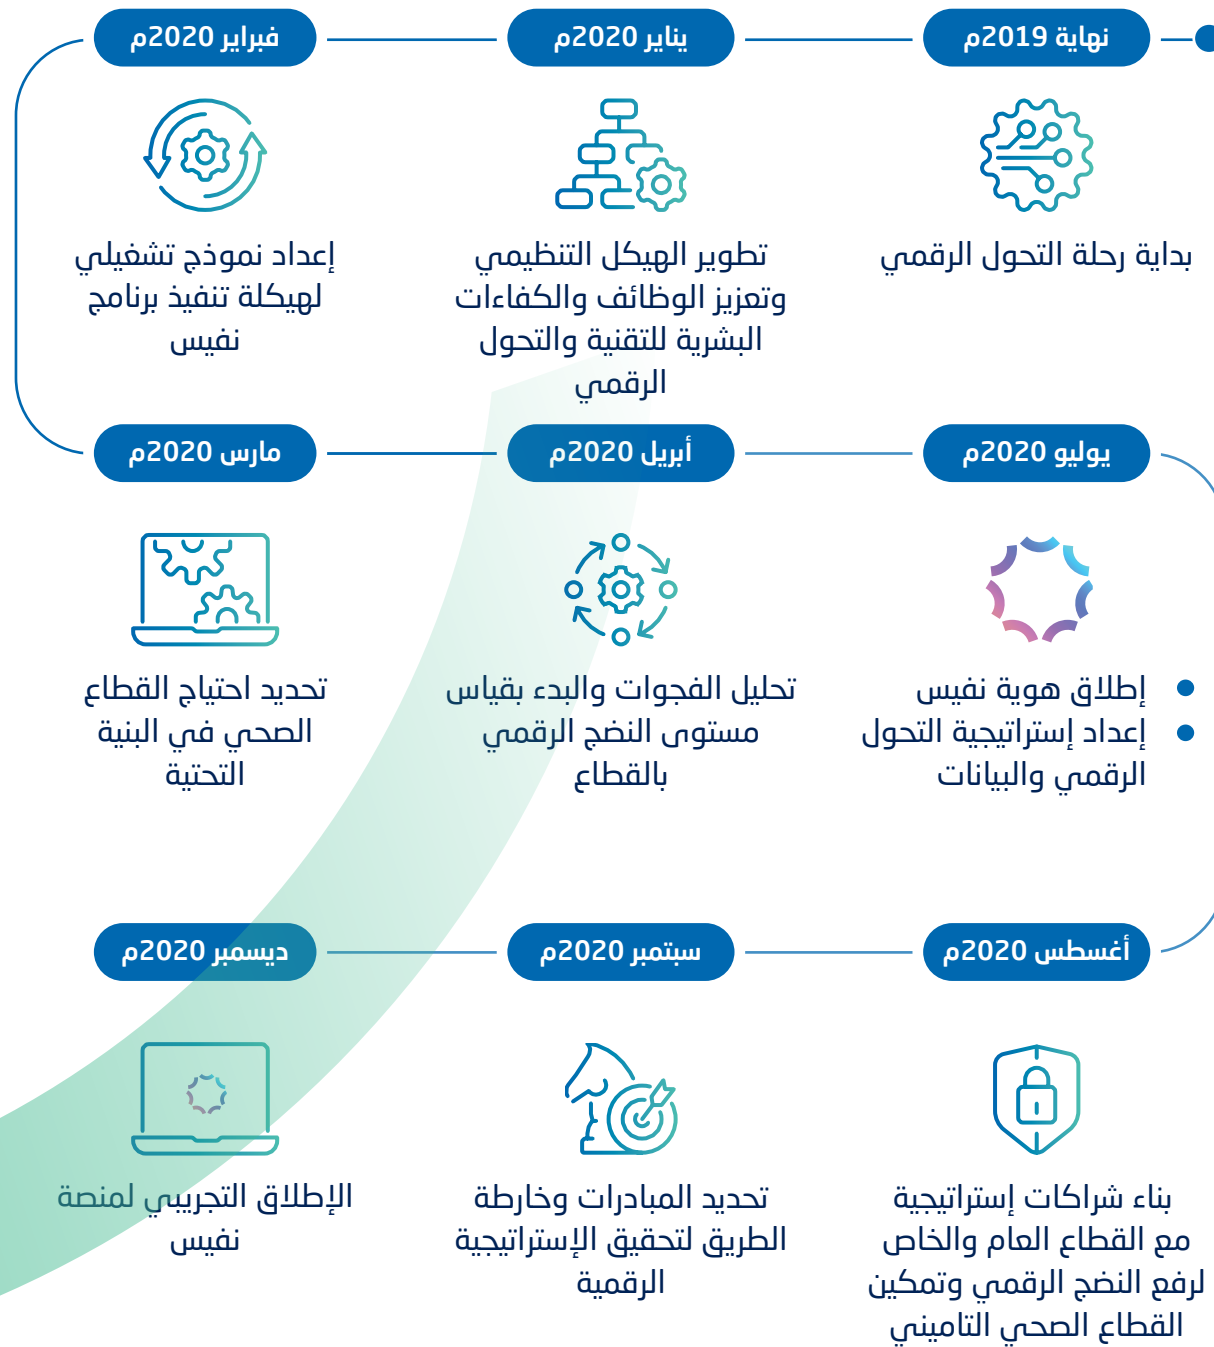 نهاية 2019م
بداية رحلة التحول الرقمي
يناير 2020م
تطوير الهيكل التنظيمي
وتعزيز الوظائف والكفاءات
البشرية للتقنية والتحول
الرقمي
فبراير 2020م
إعداد نموذج تشغيلي
لهيكلة تنفيذ برنامج
نفيس
مارس 2020م
تحديد احتياج القطاع
الصحي في البنية
التحتية
أبريل 2020م
تحليل الفجوات والبدء بقياس
مستوى النضج الرقمي
بالقطاع
يوليو 2020م
● إطلاق هوية نفيس
● إعداد إستراتيجية التحول
الرقمي والبيانات
أغسطس 2020م
بناء شراكات إستراتيجية
مع القطاع العام والخاص
لرفع النضج الرقمي وتمكين
القطاع الصحي التاميني
سبتمبر 2020م
تحديد المبادرات وخارطة
الطريق لتحقيق الإستراتيجية
الرقمية
ديسمبر 2020م
الإطلاق التجريبي لمنصة
نفيس